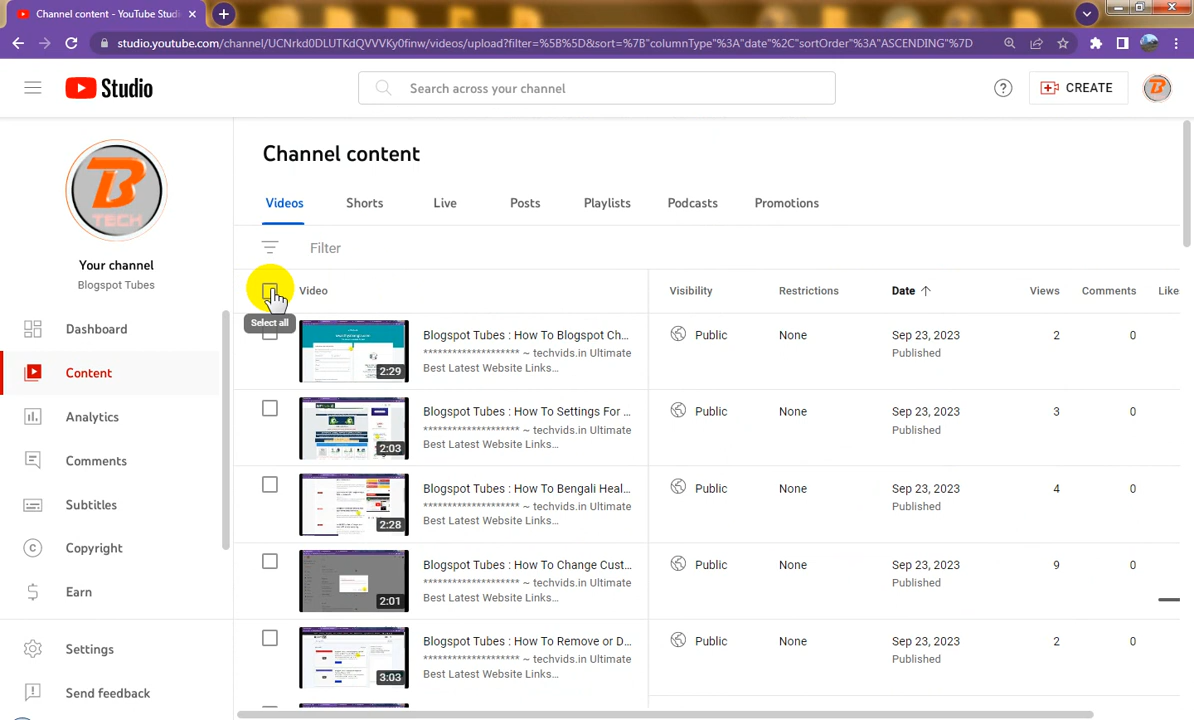 Channel content - YouTube Studi
studio.youtube.com/channel/UCNrkd0DLUTKdQVVVKy0finw/videos/upload?filter=%5B%5D&sort=%7B"columnType"%3A"date"%2C"sortOrder"%3A"ASCENDING"%7D
Studio
Search across your channel
CREATE
B
TECH
Your channel
Blogspot Tubes
Dashboard
Content
Analytics
Comments
Subtitles
Copyright
Earn
Settings
Send feedback
Channel content
Videos Shorts Live Posts Playlists Podcasts Promotions
Filter
Video Visibility Restrictions Date Views Comments Like
Select all
2:29
Blogspot Tubes : How To Blogspot Ch...
******************** ~ techvids.in Ultimate
Best Latest Website Links...
Public None Sep 23, 2023 2 0
Published
2:03
Blogspot Tubes : How To Settings For ...
******************** ~ techvids.in Ultimate
Best Latest Website Links...
Public None Sep 23, 2023 3 0
Published
2:28
Blogspot Tubes : How To Bengali Heal...
******************** ~ techvids.in Ultimate
Best Latest Website Links...
Public None Sep 23, 2023 4 0
Published
2:01
Blogspot Tubes : How To Change Cust...
******************** ~ techvids.in Ultimate
Best Latest Website Links...
Public None Sep 23, 2023 9 0
Published
3:03
Blogspot Tubes : How To Remove or D...
******************** ~ techvids.in Ultimate
Best Latest Website Links...
Public None Sep 23, 2023 2 0
Published